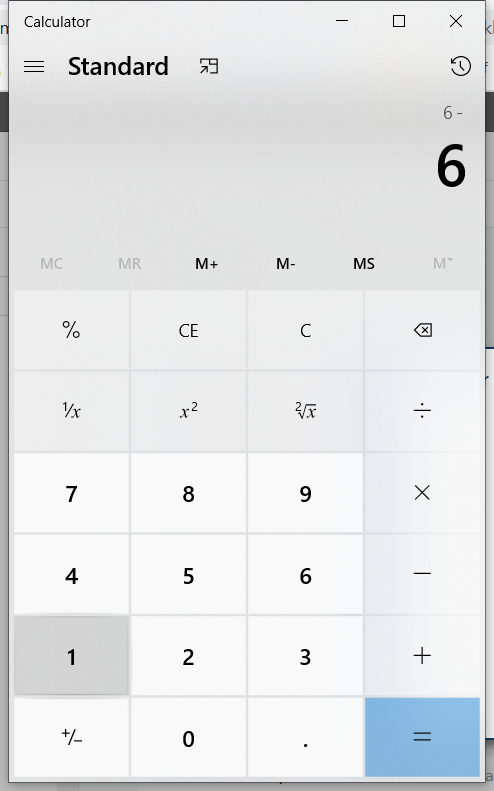 Calculator
Standard
6 -
6
MC MR M+ M- MS M˅
% CE C
¹/x x² ²√x ÷
7 8 9 ×
4 5 6 −
1 2 3 +
+/− 0 . =